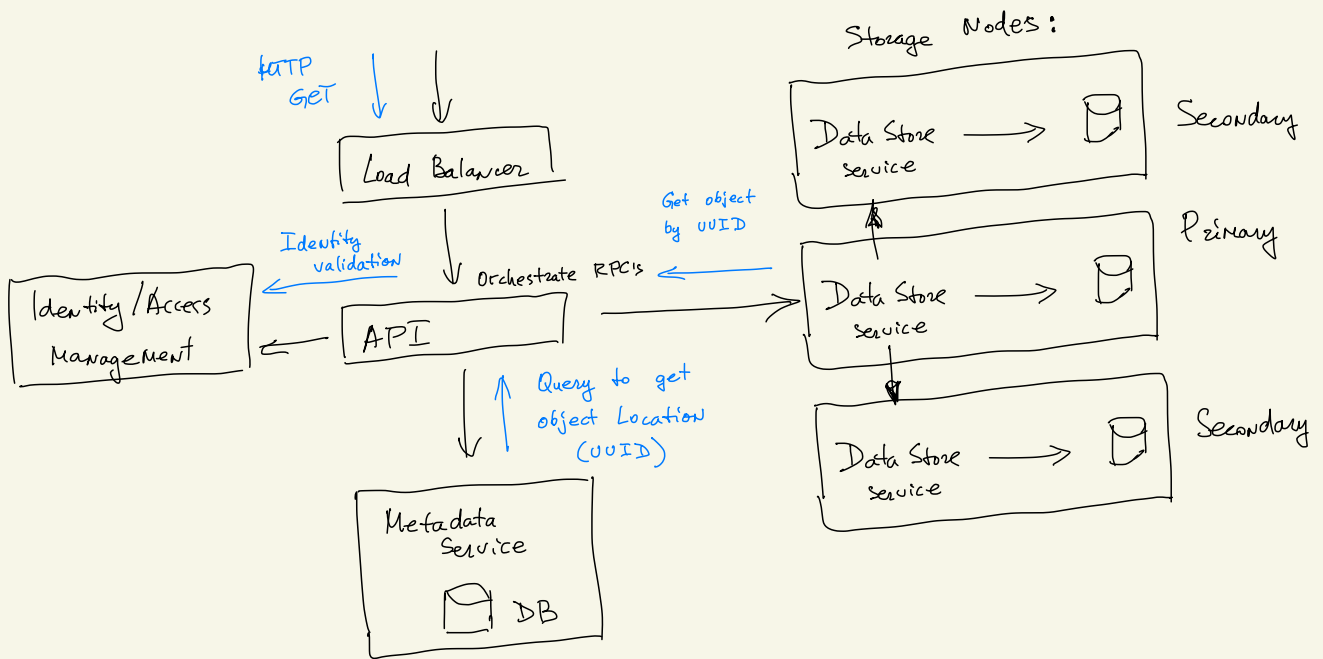 Storage Nodes:
HTTP
GET
Load Balancer
Data Store
service
Secondary
Get object
by UUID
Identity
validation
Orchestrate RPC's
Primary
Identity/Access
Management
API
Data Store
service
Query to get
object Location
(UUID)
Data Store
service
Secondary
Metadata
Service
DB